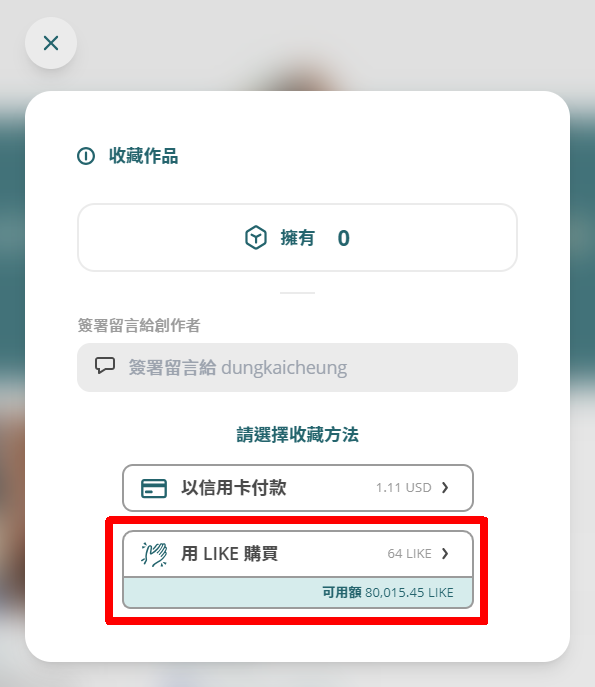 收藏作品
擁有 0
簽署留言給創作者
簽署留言給 dungkaicheung
請選擇收藏方法
以信用卡付款 1.11 USD
用 LIKE 購買 64 LIKE
可用額 80,015.45 LIKE